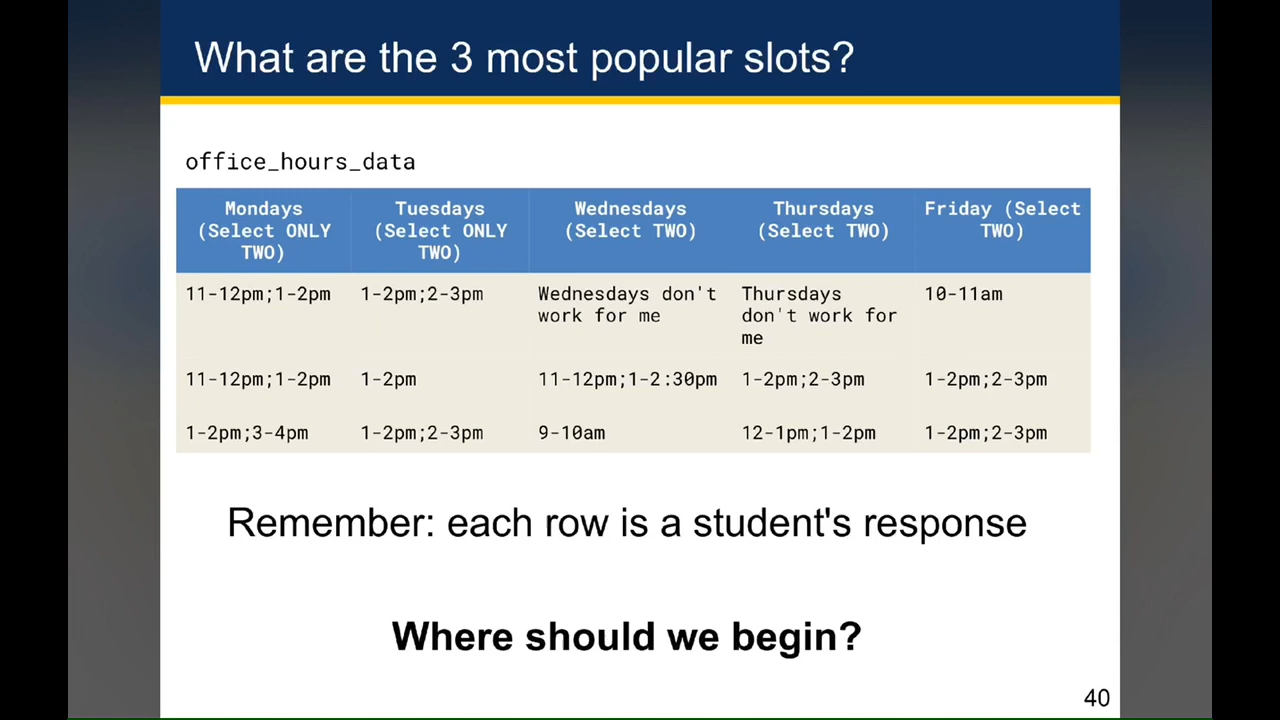 What are the 3 most popular slots?
office_hours_data
Mondays (Select ONLY TWO)
Tuesdays (Select ONLY TWO)
Wednesdays (Select TWO)
Thursdays (Select TWO)
Friday (Select TWO)
11-12pm;1-2pm
1-2pm;2-3pm
Wednesdays don't work for me
Thursdays don't work for me
10-11am
11-12pm;1-2pm
1-2pm
11-12pm;1-2:30pm
1-2pm;2-3pm
1-2pm;2-3pm
1-2pm;3-4pm
1-2pm;2-3pm
9-10am
12-1pm;1-2pm
1-2pm;2-3pm
Remember: each row is a student's response
Where should we begin?
40